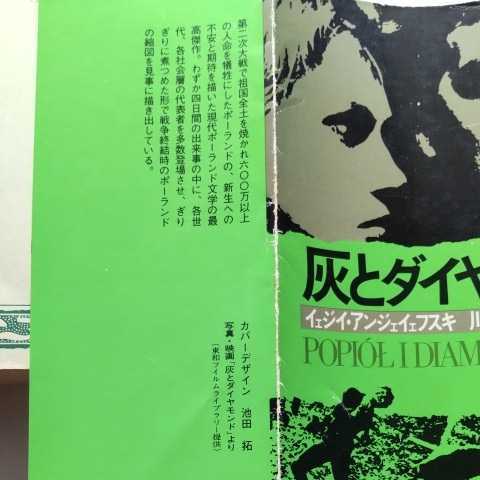 第二次大戦で祖国全土を焼かれ六〇〇万以上
の人命を犠牲にしたポーランドの、新生への
不安と期待を描いた現代ポーランド文学の最
高傑作。わずか四日間の出来事の中に、各世
代、各社会層の代表者を多数登場させ、ぎり
ぎりに煮つめた形で戦争終結時のポーランド
の縮図を見事に描き出している。
カバーデザイン 池田 拓
写真・映画「灰とダイヤモンド」より
〔東和フイルムライブラリー提供〕
灰とダイヤ
イェジイ・アンジェイェフスキ 川
POPIÓŁ I DIAM